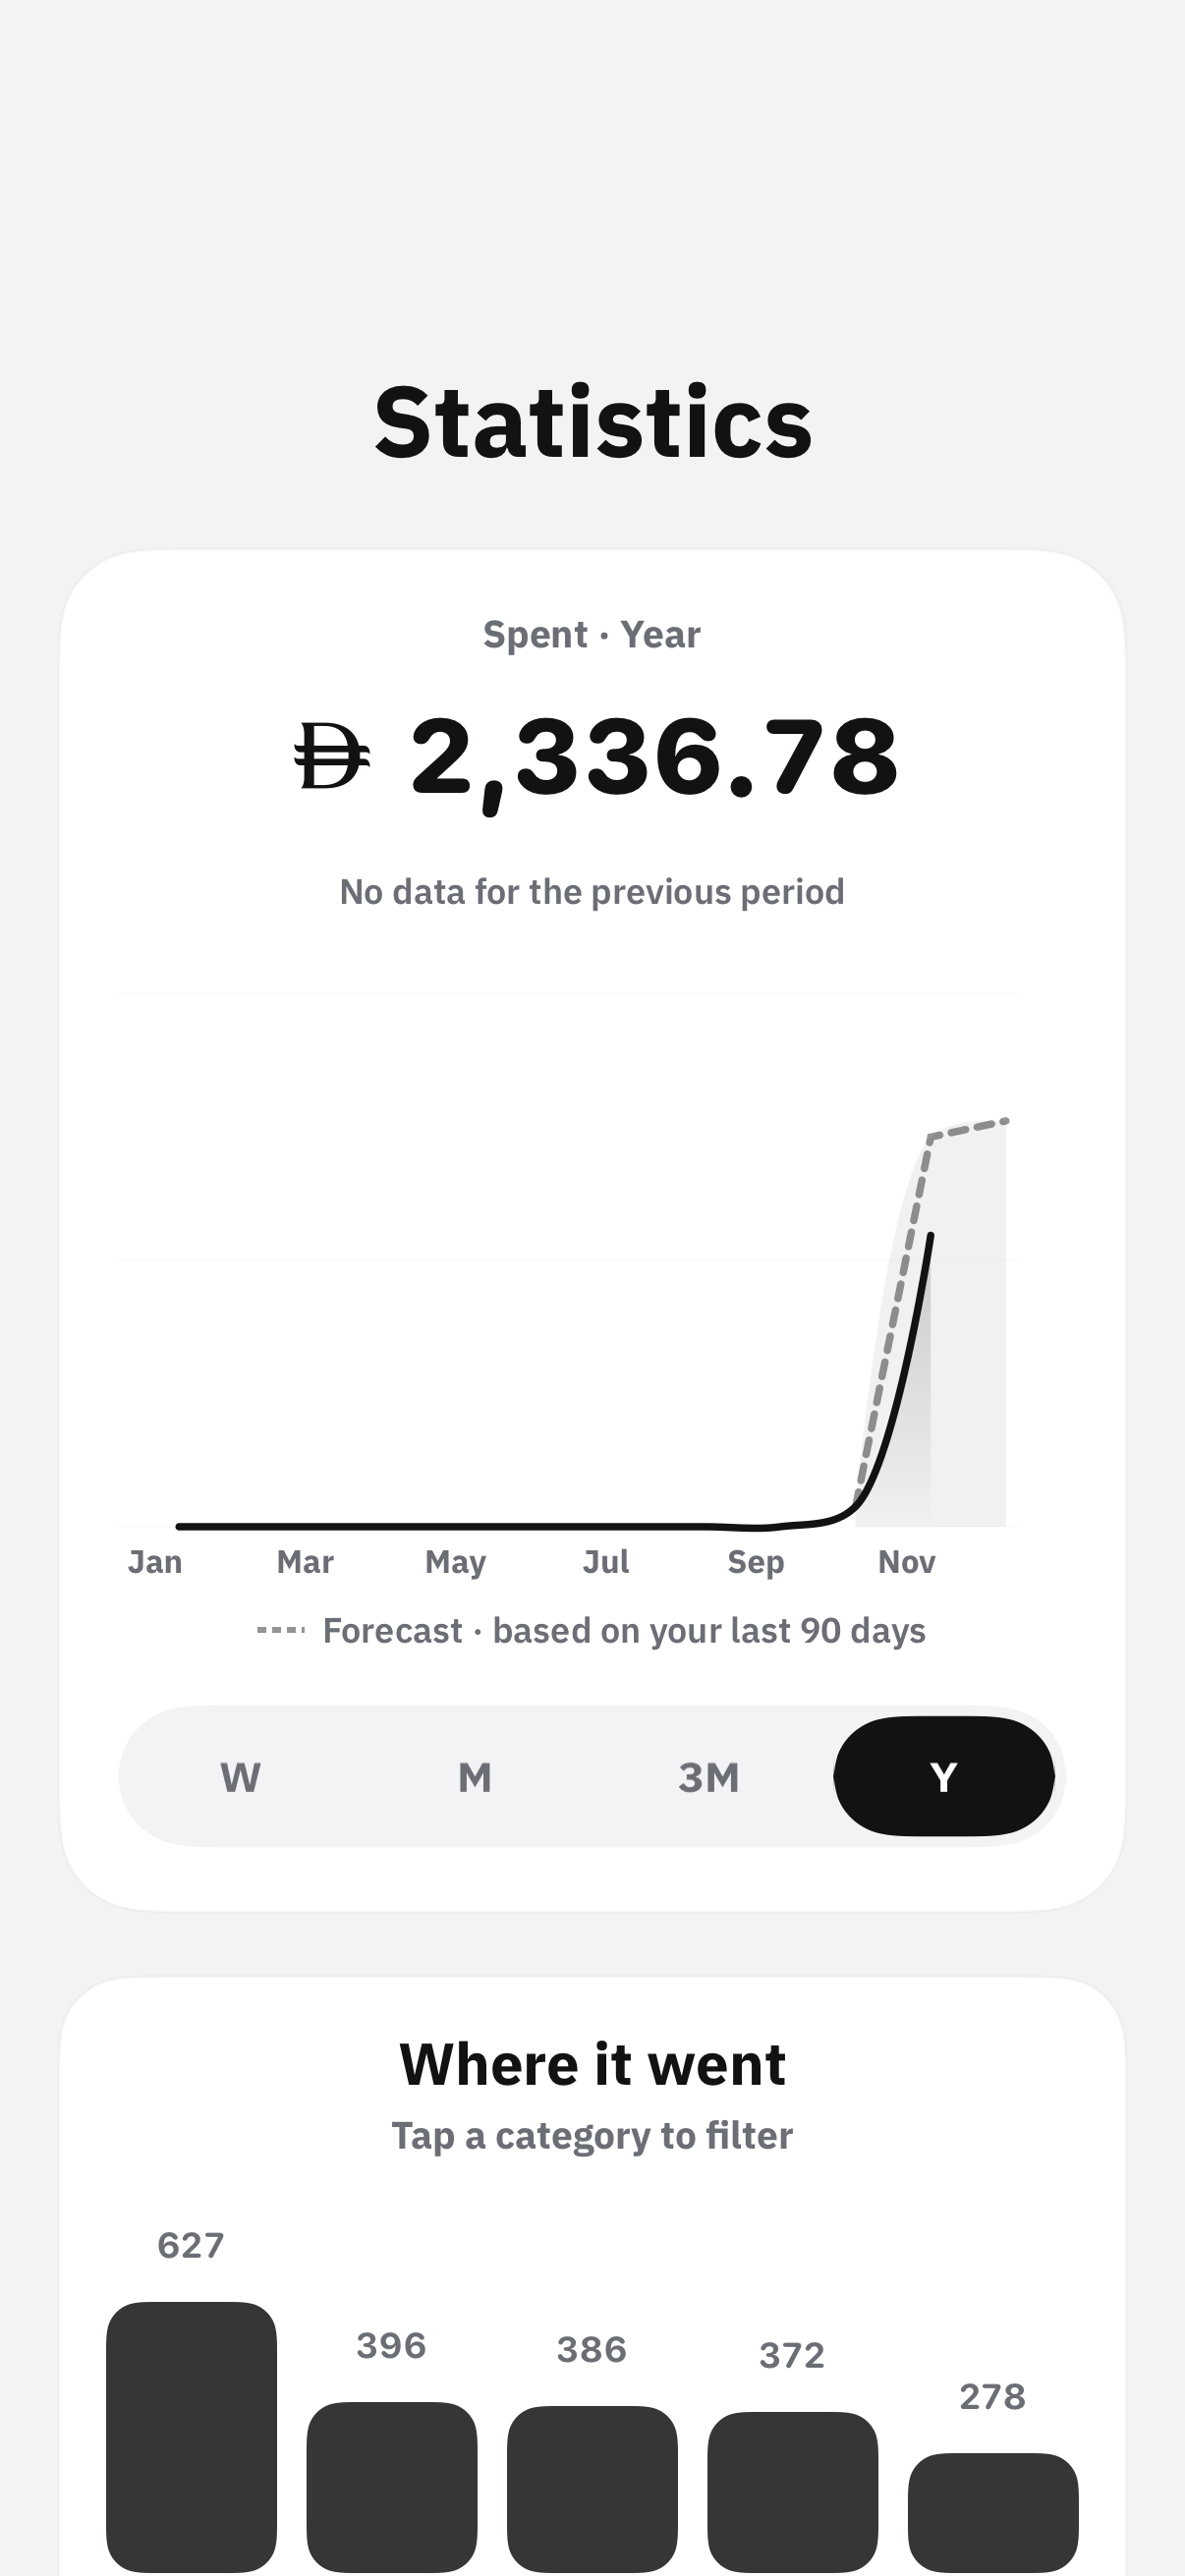 Statistics
Spent · Year
 2,336.78
No data for the previous period
Jan Mar May Jul Sep Nov
Forecast · based on your last 90 days
W M 3M Y
Where it went
Tap a category to filter
627
396
386
372
278